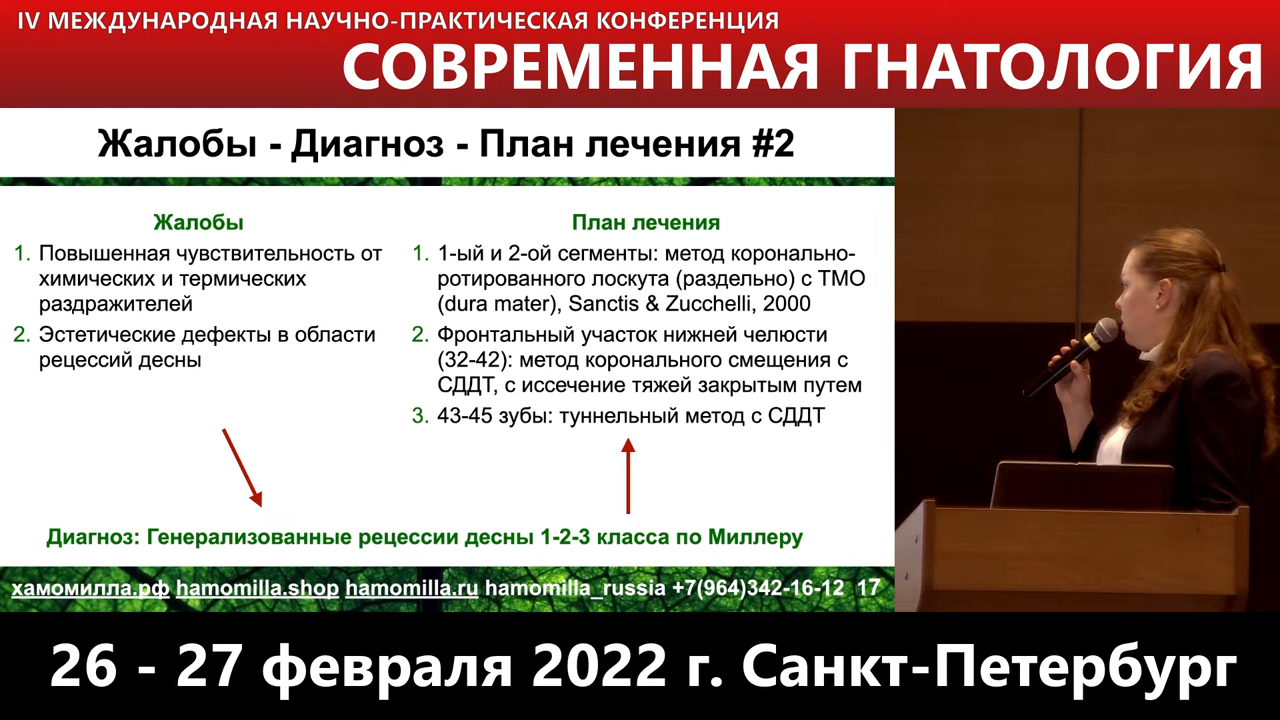 IV МЕЖДУНАРОДНАЯ НАУЧНО-ПРАКТИЧЕСКАЯ КОНФЕРЕНЦИЯ
СОВРЕМЕННАЯ ГНАТОЛОГИЯ
Жалобы - Диагноз - План лечения #2
Жалобы
1. Повышенная чувствительность от
химических и термических
раздражителей
2. Эстетические дефекты в области
рецессий десны
План лечения
1. 1-ый и 2-ой сегменты: метод коронально-
ротированного лоскута (раздельно) с ТМО
(dura mater), Sanctis & Zucchelli, 2000
2. Фронтальный участок нижней челюсти
(32-42): метод коронального смещения с
СДДТ, с иссечение тяжей закрытым путем
3. 43-45 зубы: туннельный метод с СДДТ
Диагноз: Генерализованные рецессии десны 1-2-3 класса по Миллеру
хамомилла.рф hamomilla.shop hamomilla.ru hamomilla_russia +7(964)342-16-12 17
26 - 27 февраля 2022 г. Санкт-Петербург